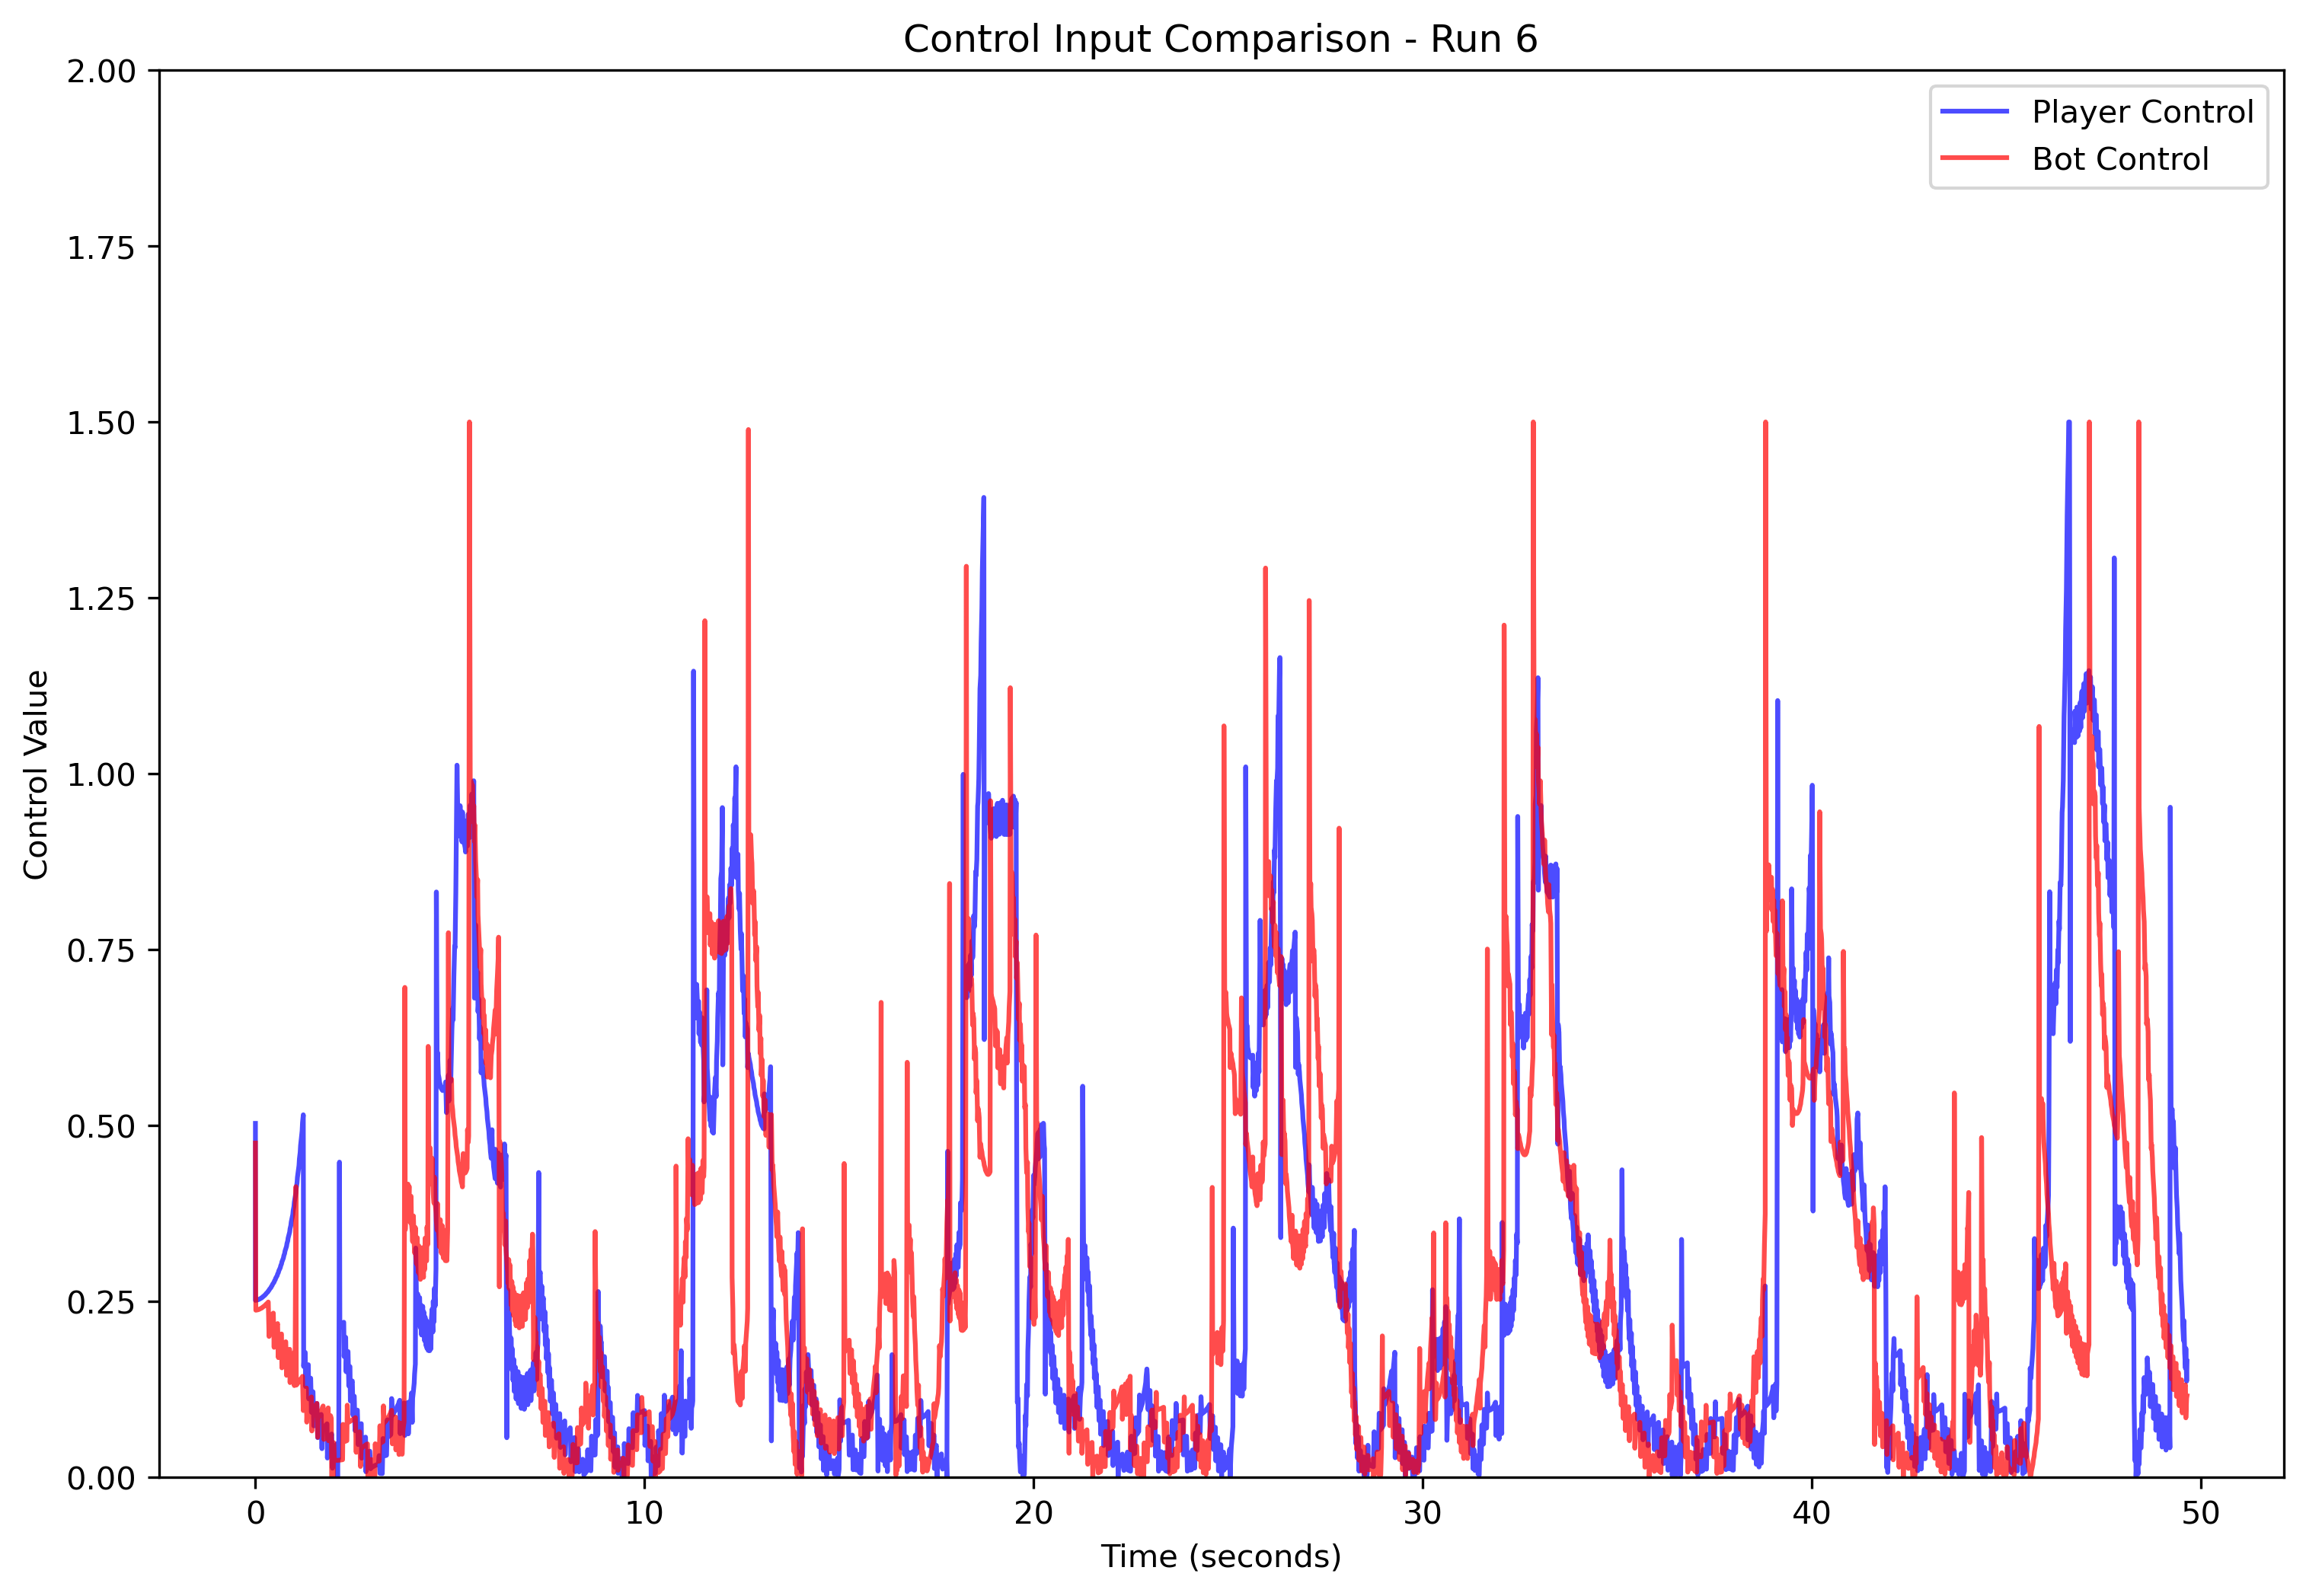 Control Input Comparison - Run 6
Player Control
Bot Control
Control Value
2.00
1.75
1.50
1.25
1.00
0.75
0.50
0.25
0.00
0 10 20 30 40 50
Time (seconds)